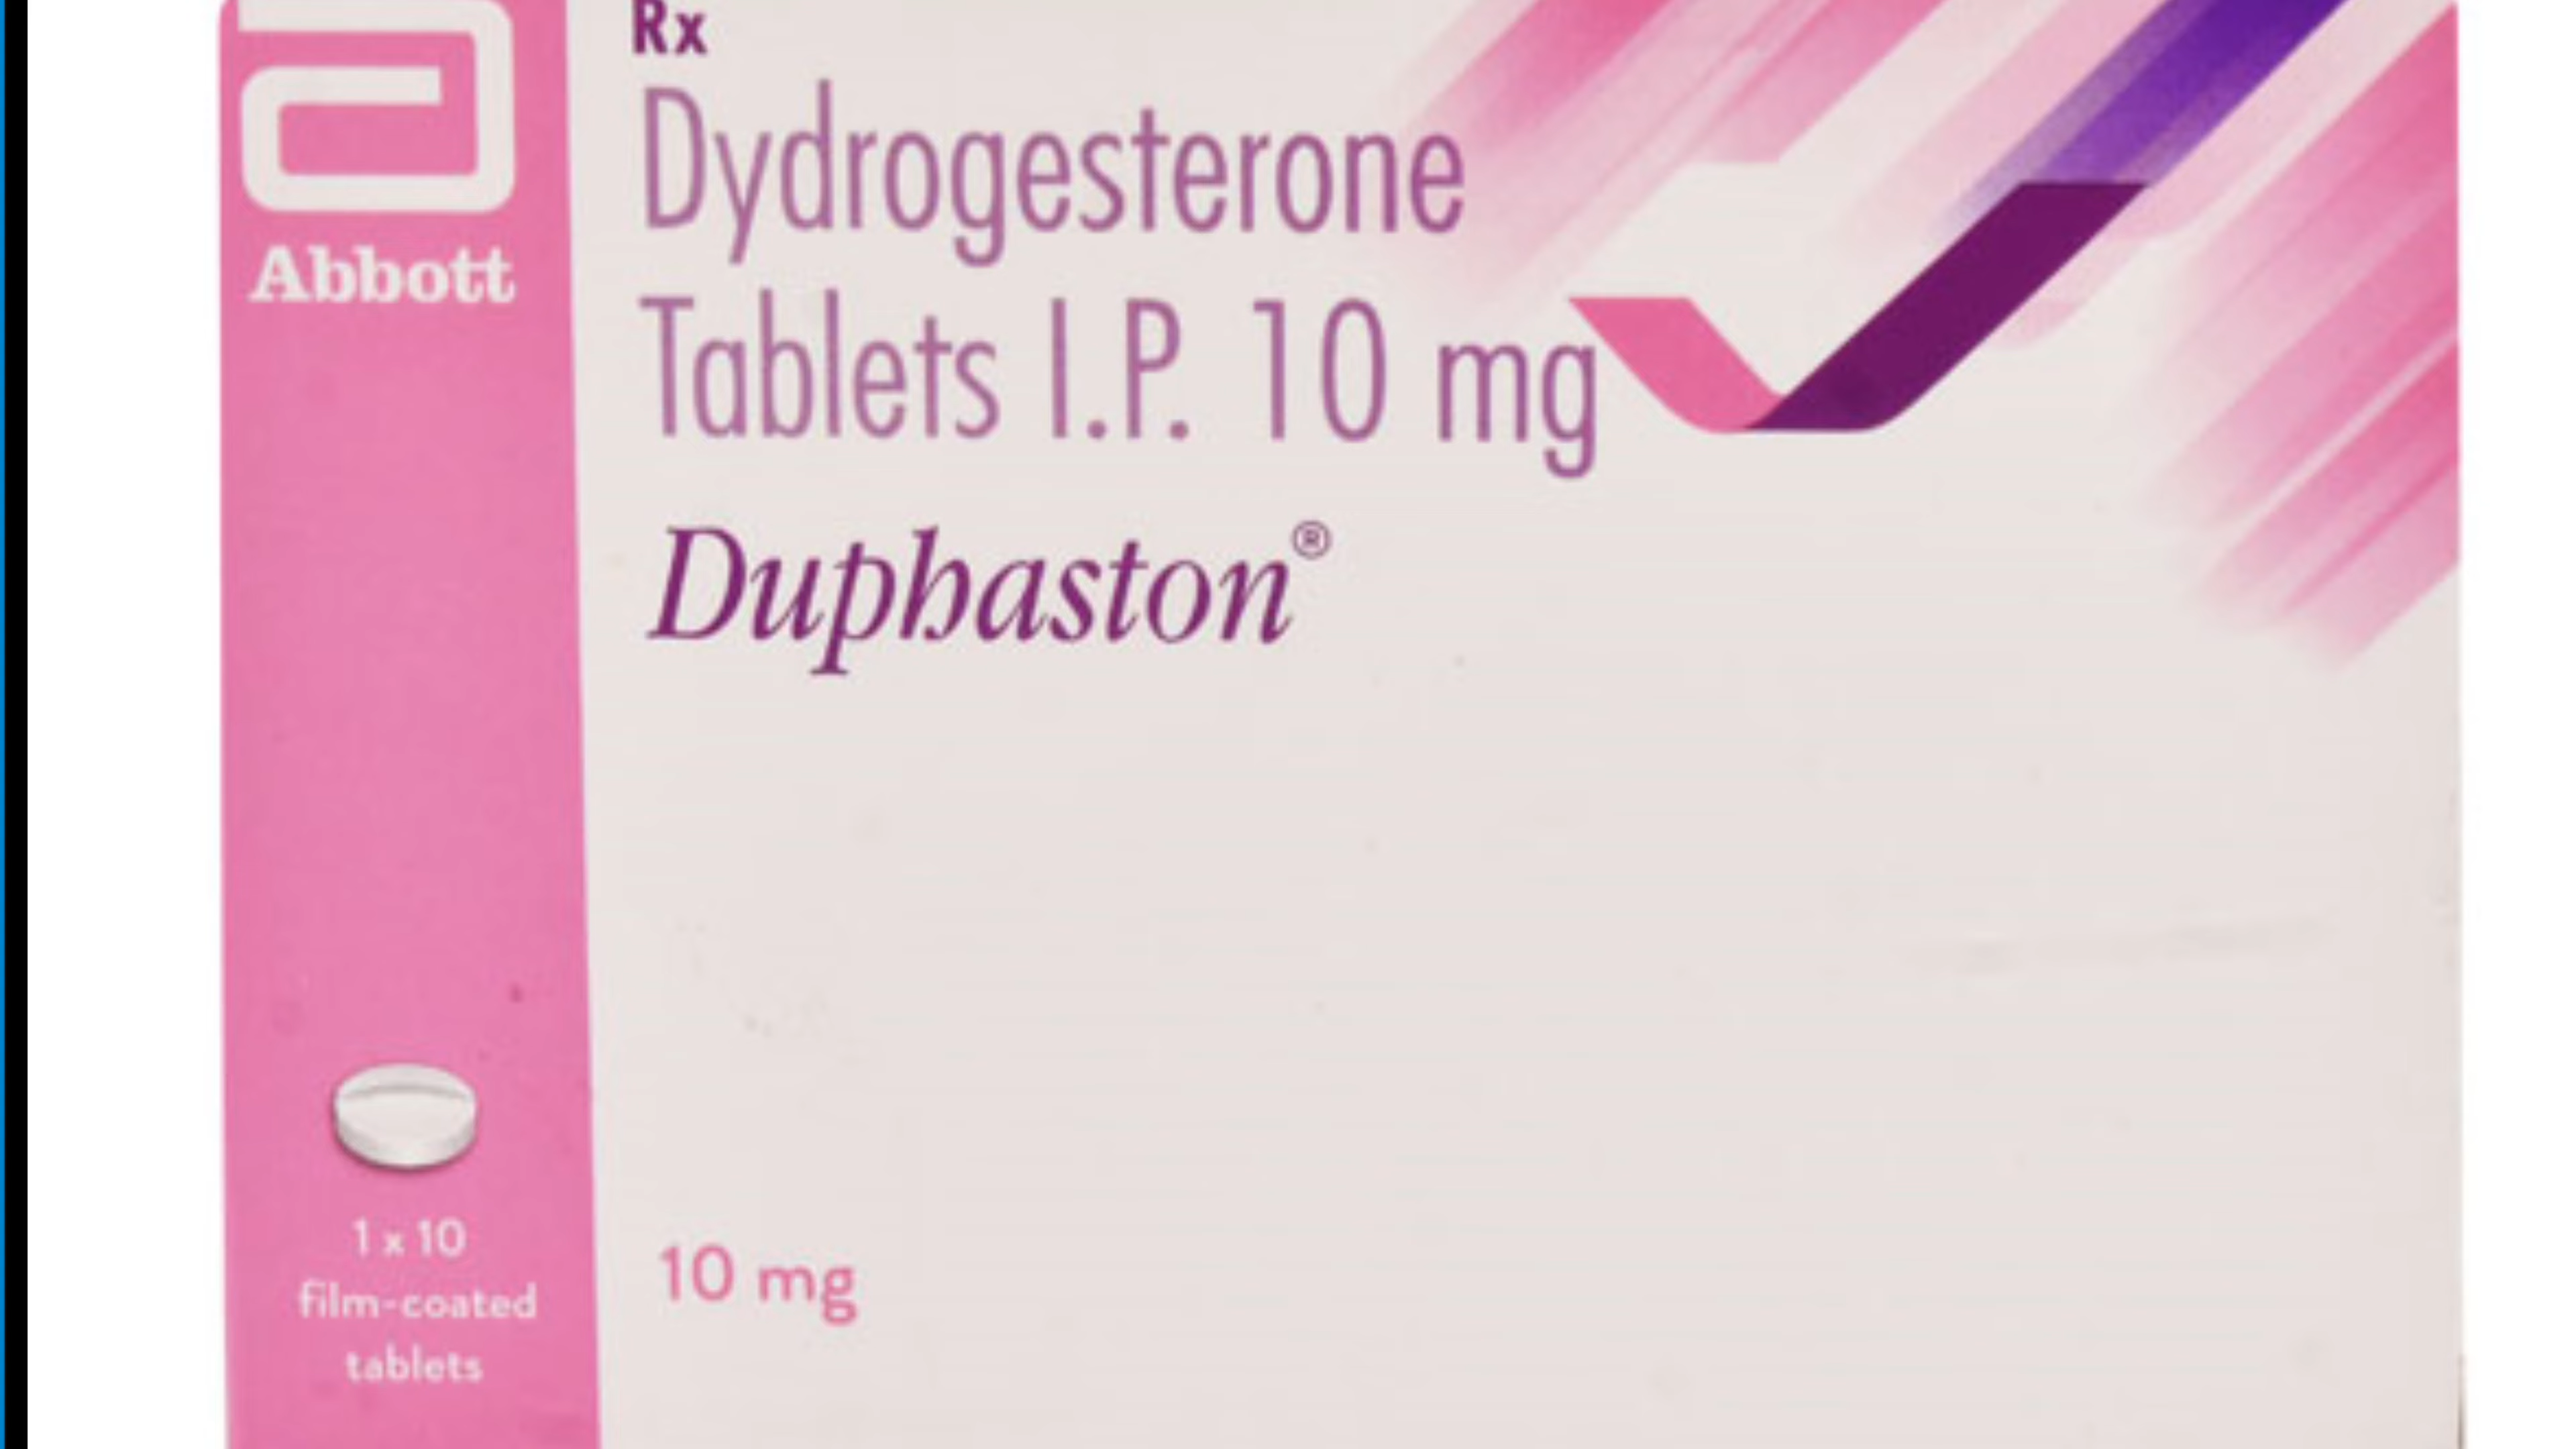 Abbott
Rx
Dydrogesterone
Tablets I.P. 10 mg
Duphaston®
1 x 10
film-coated
tablets
10 mg